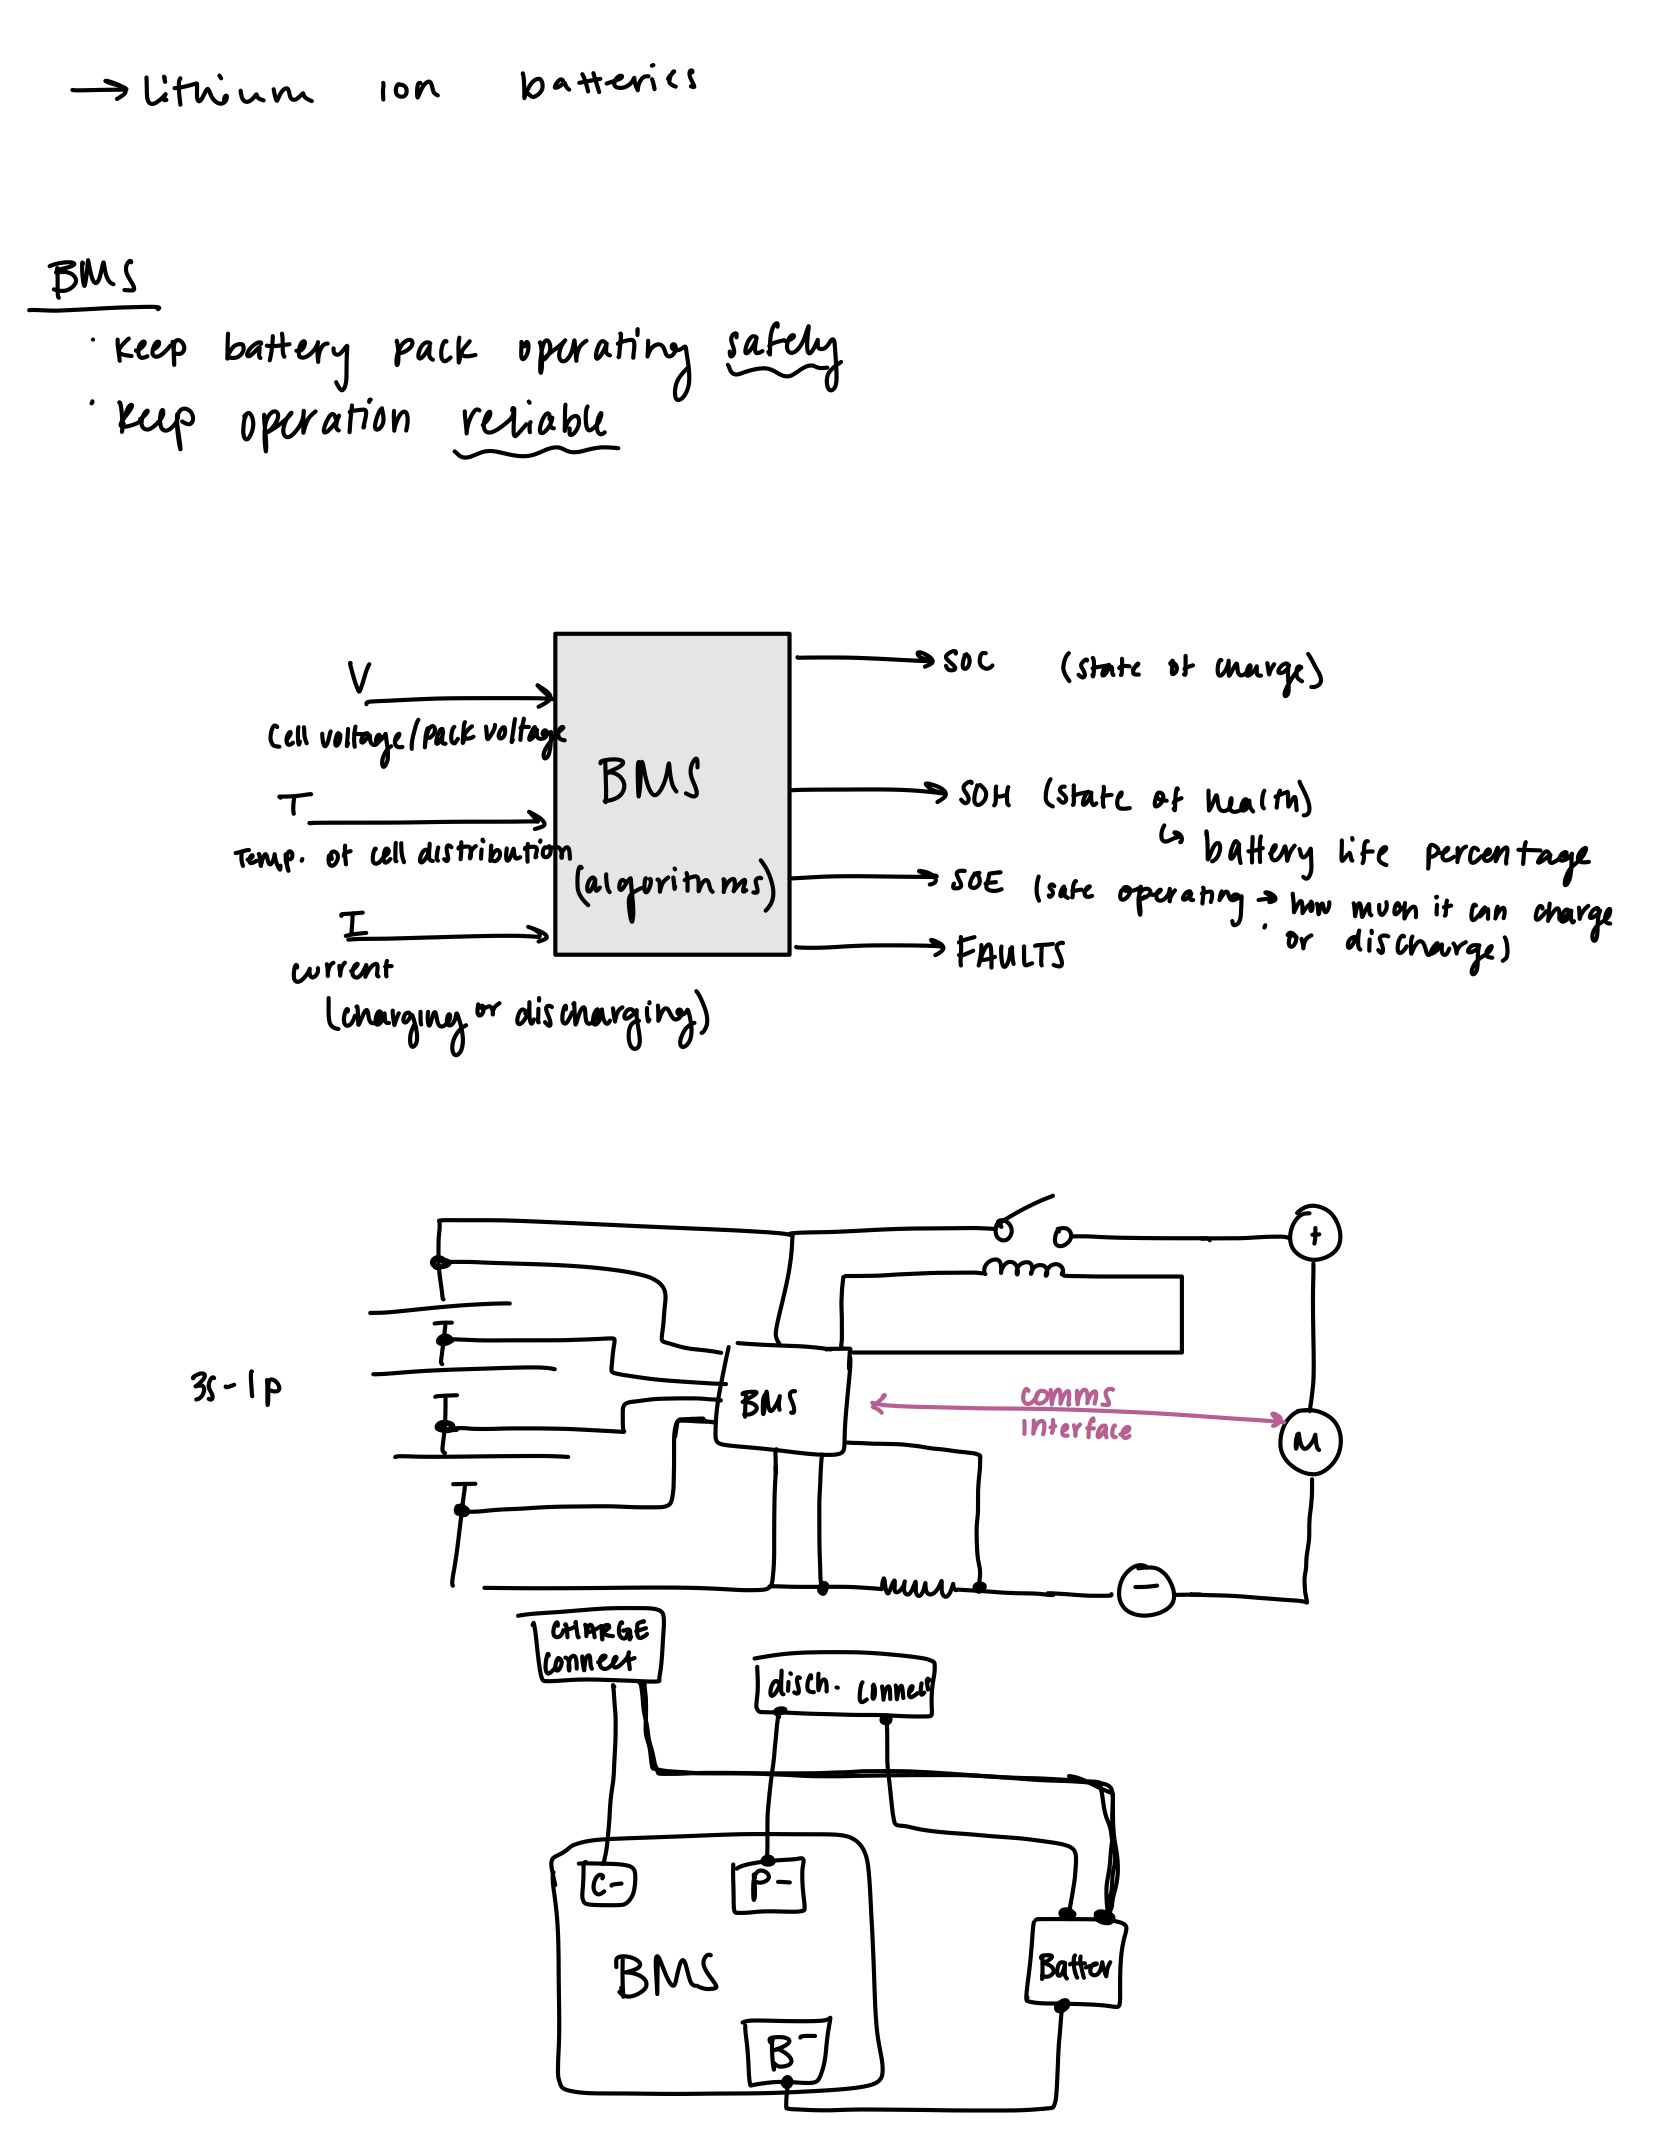 → Lithium ion batteries
BMS
· Keep battery pack operating safely
· Keep operation reliable
V
Cell voltage/pack voltage
T
Temp. of cell distribution
I
current
(charging or discharging)
BMS
(algorithms)
SOC (state of charge)
SOH (state of health)
↳ battery life percentage
SOE (safe operating → how much it can charge
or discharge)
FAULTS
3s-1p
BMS
comms
interface
+
M
-
CHARGE
connect
disch. connect
C-
P-
BMS
B-
Batter